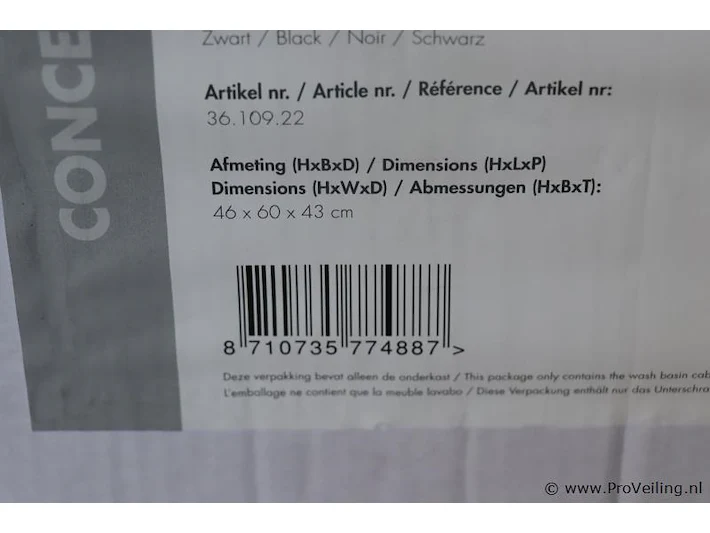 CONCE
Zwart / Black / Noir / Schwarz
Artikel nr. / Article nr. / Référence / Artikel nr:
36.109.22
Afmeting (HxBxD) / Dimensions (HxLxP)
Dimensions (HxWxD) / Abmessungen (HxBxT):
46 x 60 x 43 cm
8 710735 774887 >
Deze verpakking bevat alleen de onderkast / This package only contains the wash basin cab
L'emballage ne contient que la meuble lavabo / Diese Verpackung enthält nur das Unterschra
© www.ProVeiling.nl